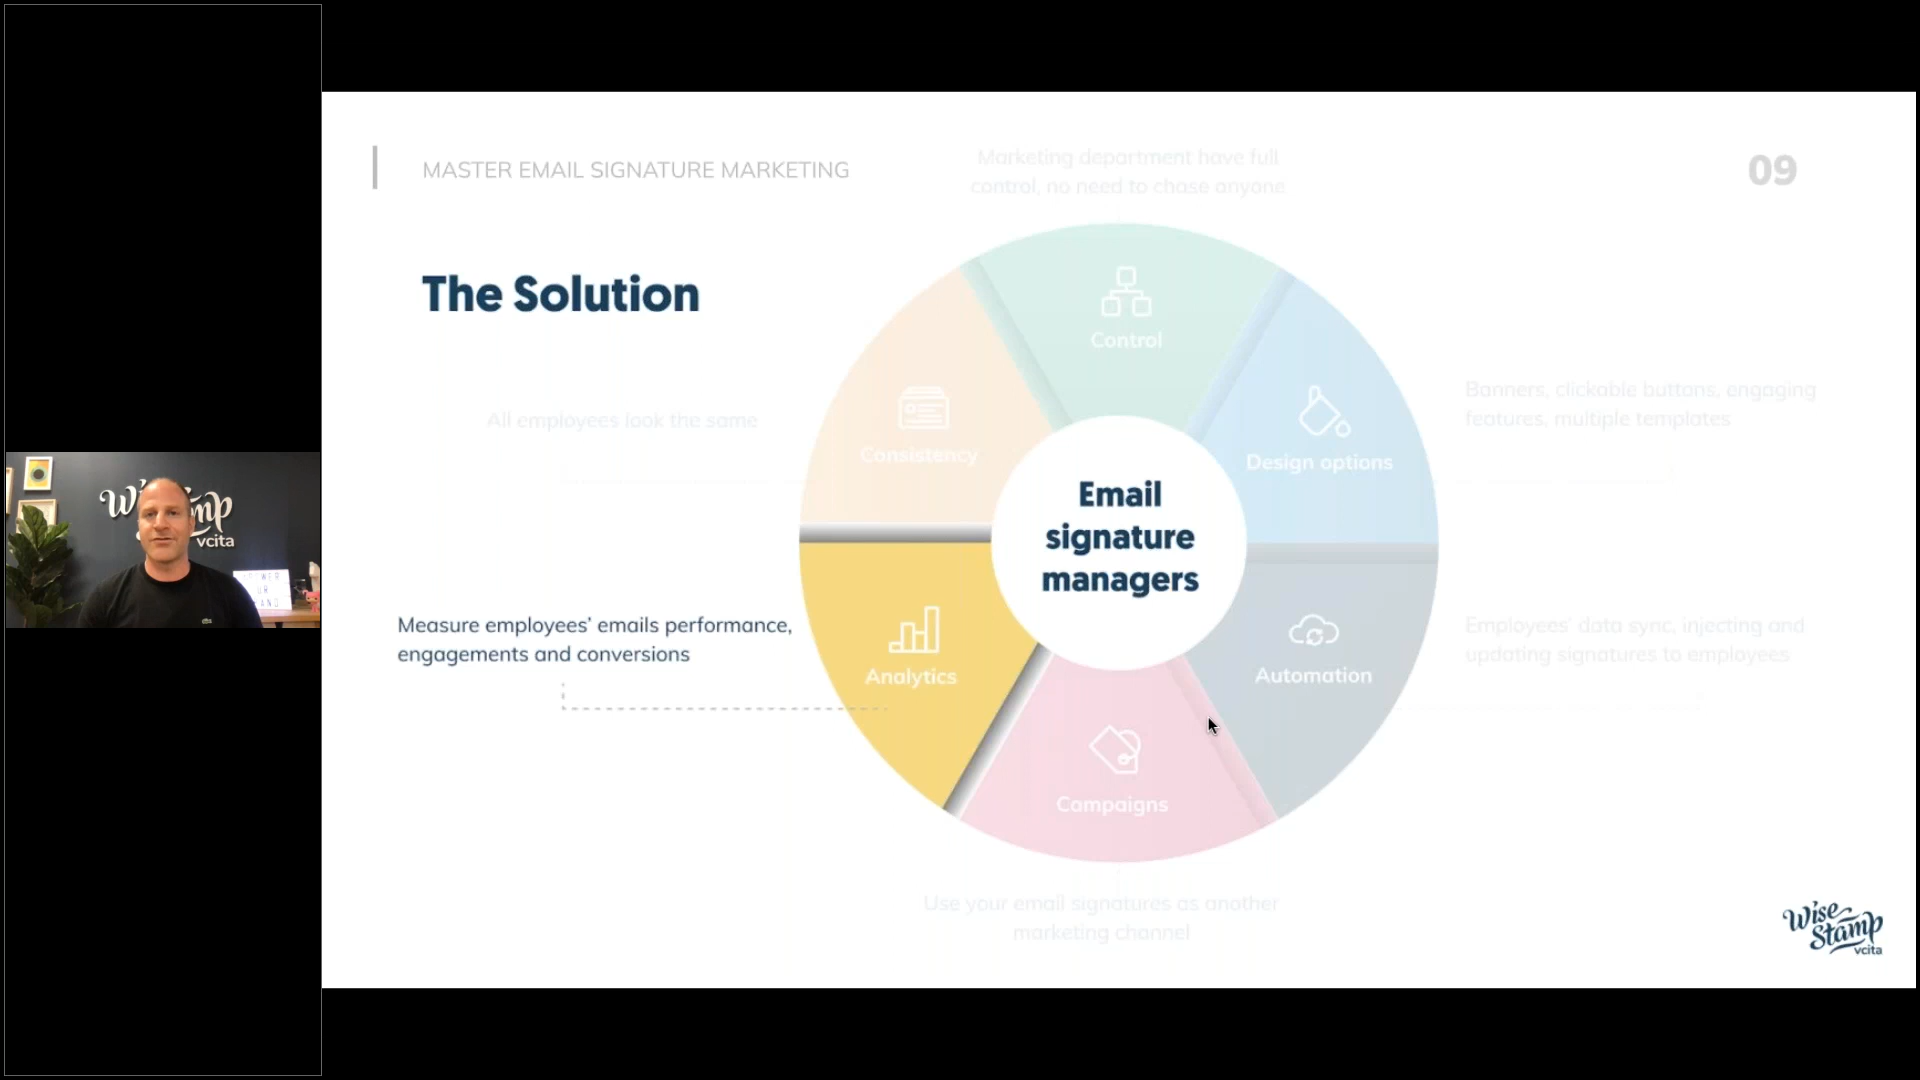 MASTER EMAIL SIGNATURE MARKETING
09
Marketing department have full
control, no need to chase anyone
The Solution
Control
All employees look the same
Consistency
Banners, clickable buttons, engaging
features, multiple templates
Design options
Email
signature
managers
Measure employees’ emails performance,
engagements and conversions
Analytics
Employees’ data sync, injecting and
updating signatures to employees
Automation
Campaigns
Use your email signatures as another
marketing channel
Wise
Stamp
vcita
vcita